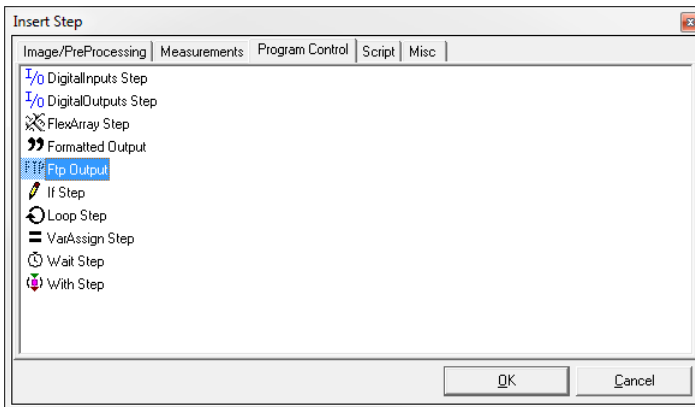 Insert Step
Image/PreProcessing Measurements Program Control Script Misc
I/O DigitalInputs Step
I/O DigitalOutputs Step
FlexArray Step
Formatted Output
FTP Ftp Output
If Step
Loop Step
VarAssign Step
Wait Step
With Step
OK Cancel